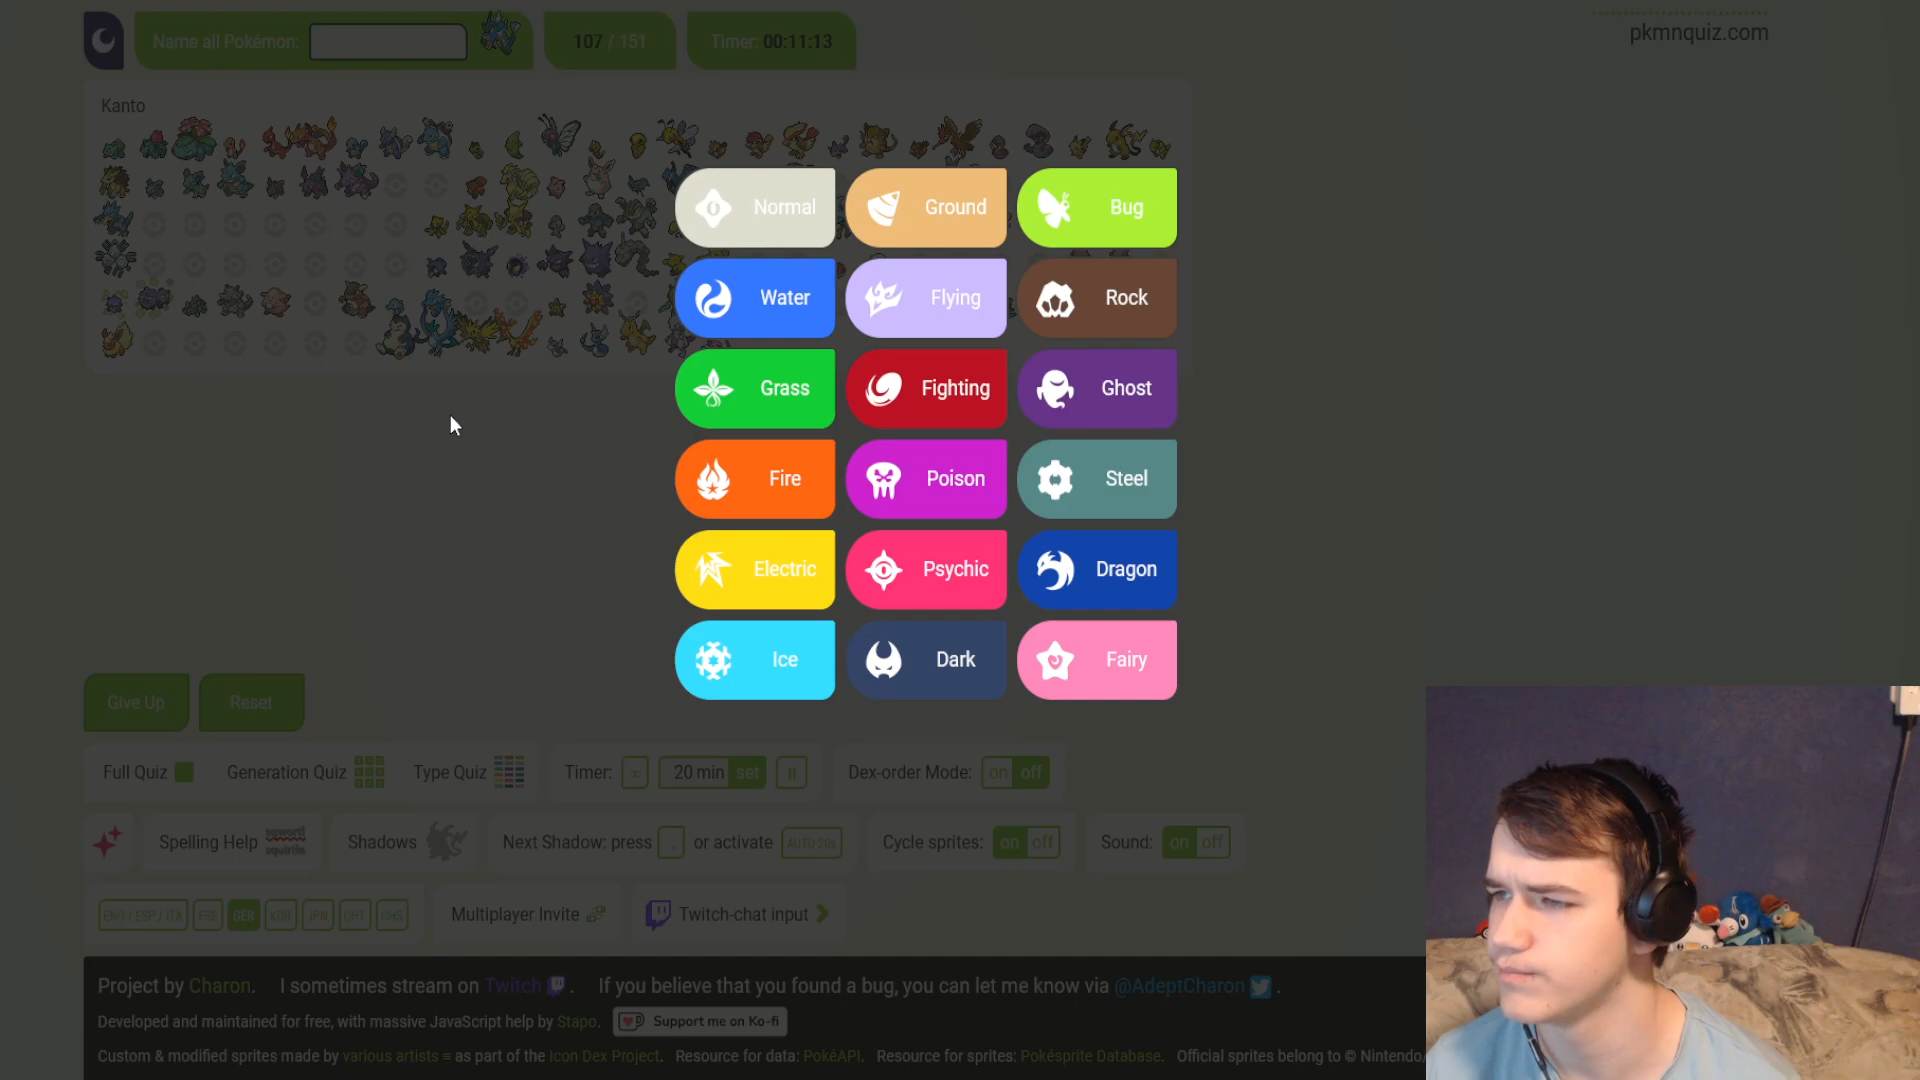 Name all Pokémon:
107 / 151
Timer: 00:11:13
pkmnquiz.com
Kanto
Normal
Ground
Bug
Water
Flying
Rock
Grass
Fighting
Ghost
Fire
Poison
Steel
Electric
Psychic
Dragon
Ice
Dark
Fairy
Give Up
Reset
Full Quiz
Generation Quiz
Type Quiz
Timer: ∞ 20 min set
Dex-order Mode: on off
Spelling Help
Shadows
Next Shadow: press . or activate AUTO 20s
Cycle sprites: on off
Sound: on off
ENG / ESP / ITA FRE GER KOR JPN CHT CHS
Multiplayer Invite
Twitch-chat input
Project by Charon. I sometimes stream on Twitch. If you believe that you found a bug, you can let me know via @AdeptCharon.
Developed and maintained for free, with massive JavaScript help by Stapo.
Support me on Ko-fi
Custom & modified sprites made by various artists = as part of the Icon Dex Project. Resource for data: PokéAPI. Resource for sprites: Pokésprite Database. Official sprites belong to © Nintendo/